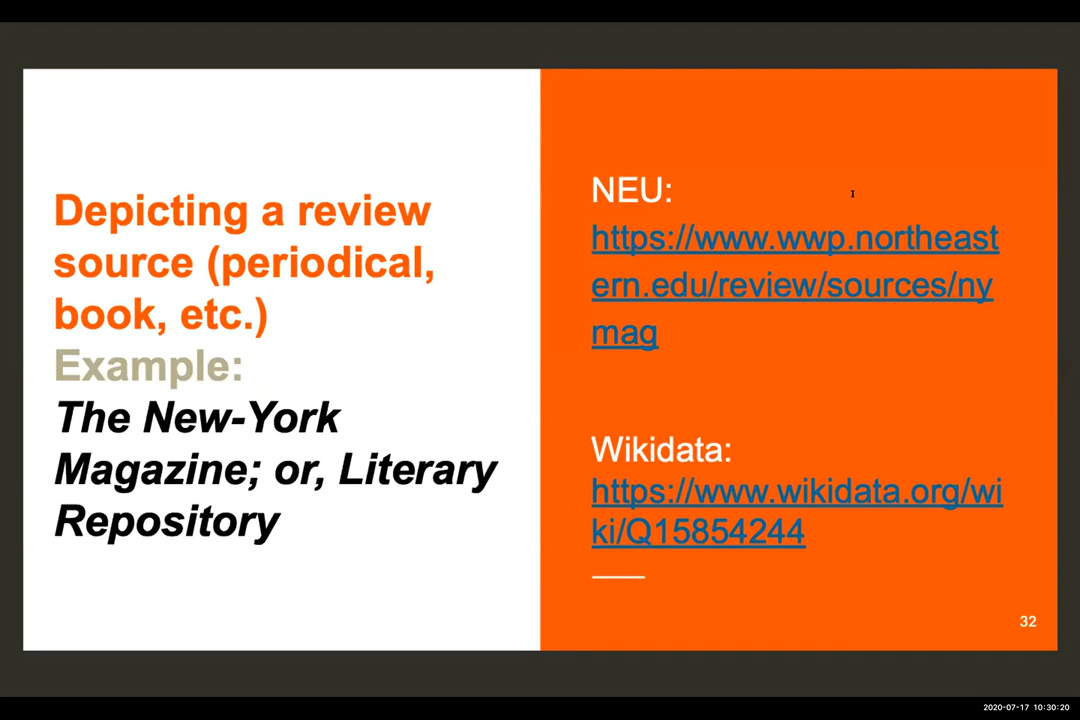 Depicting a review
source (periodical,
book, etc.)
Example:
The New-York
Magazine; or, Literary
Repository
NEU:
https://www.wwp.northeast
ern.edu/review/sources/ny
mag
Wikidata:
https://www.wikidata.org/wi
ki/Q15854244
32
2020-07-17 10:30:20